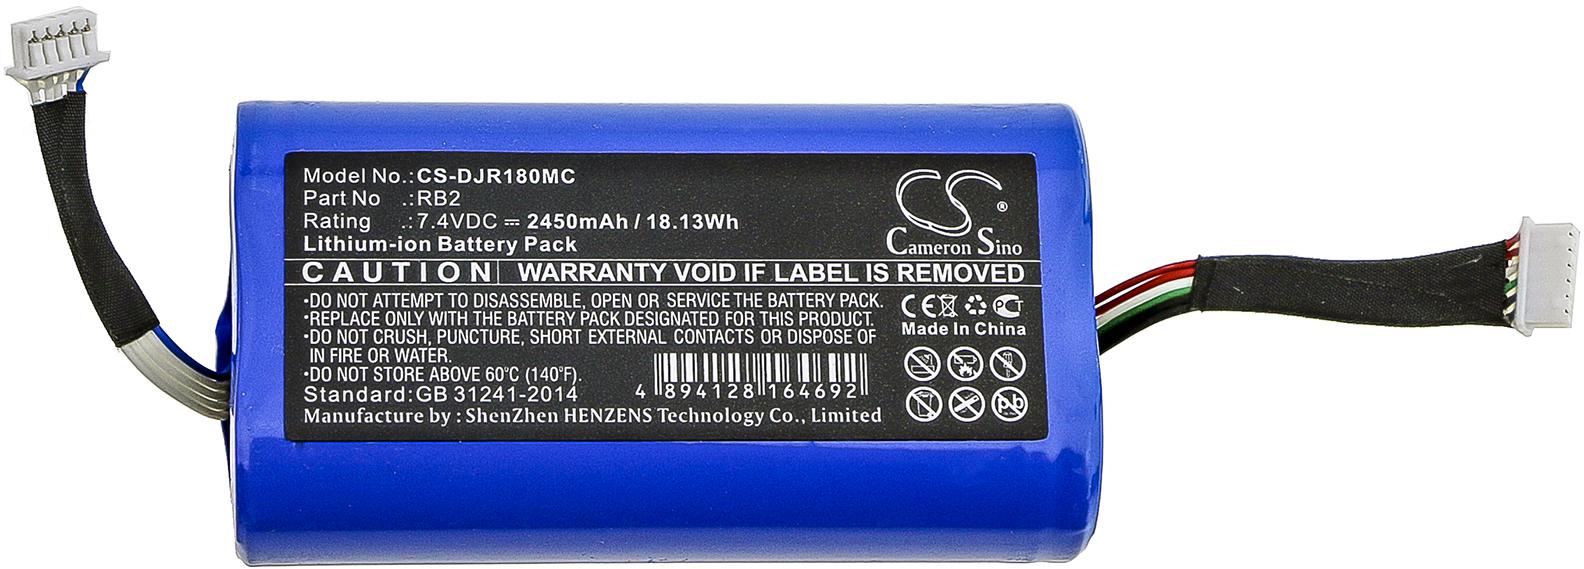 Model No.:CS-DJR180MC
Part No .:RB2
Rating .:7.4VDC ⎓ 2450mAh / 18.13Wh
Lithium-ion Battery Pack
CS ®
Cameron Sino
CAUTION WARRANTY VOID IF LABEL IS REMOVED
•DO NOT ATTEMPT TO DISASSEMBLE, OPEN OR SERVICE THE BATTERY PACK.
•REPLACE ONLY WITH THE BATTERY PACK DESIGNATED FOR THIS PRODUCT.
•DO NOT CRUSH, PUNCTURE, SHORT EXTERNAL CONTACTS OR DISPOSE OF
IN FIRE OR WATER.
•DO NOT STORE ABOVE 60°C (140°F).
Standard:GB 31241-2014
4 894128 164692
Manufacture by : ShenZhen HENZENS Technology Co., Limited
CE PCT
Made In China
Pb